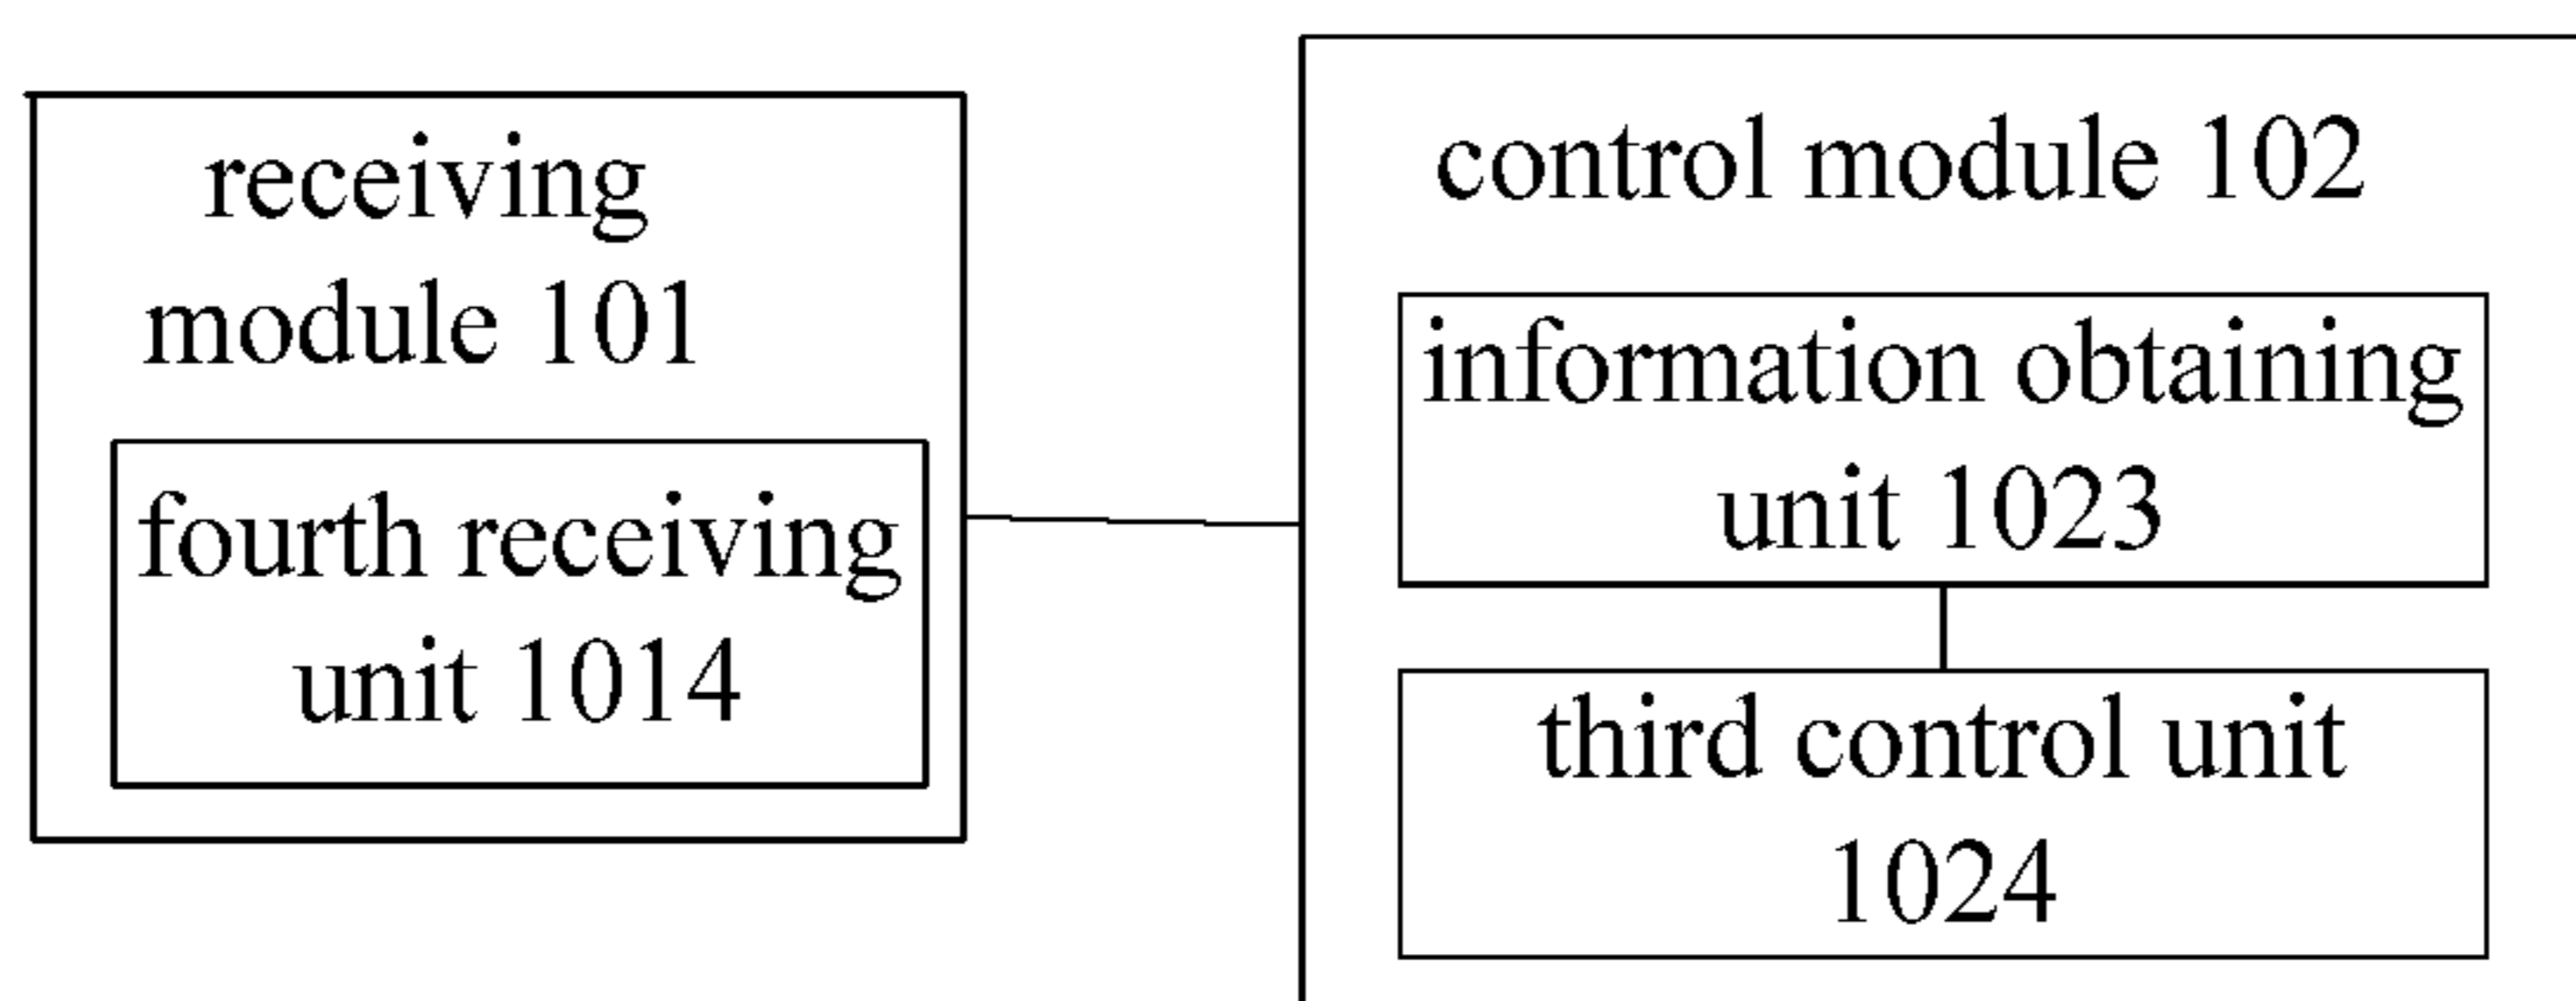 receiving
module 101
fourth receiving
unit 1014
control module 102
information obtaining
unit 1023
third control unit
1024